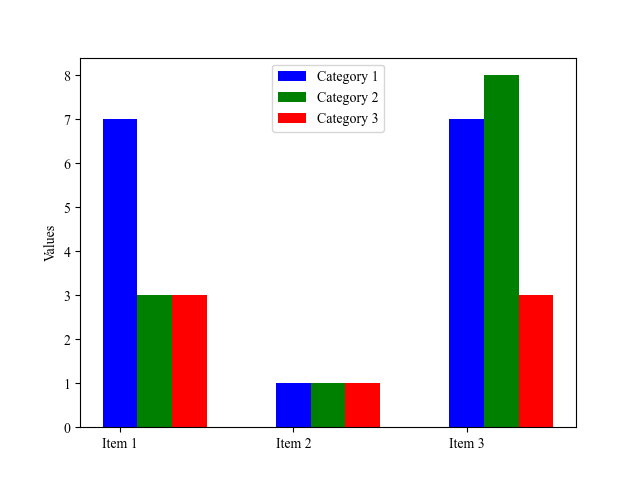 Category 1
Category 2
Category 3
Values
8
7
6
5
4
3
2
1
0
Item 1
Item 2
Item 3